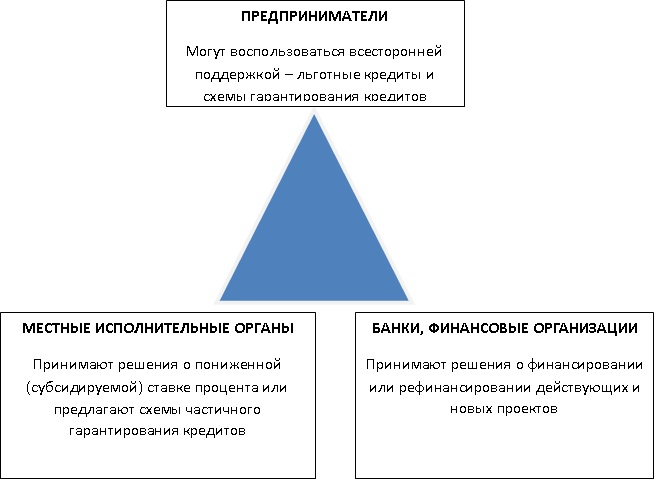 ПРЕДПРИНИМАТЕЛИ
Могут воспользоваться всесторонней
поддержкой – льготные кредиты и
схемы гарантирования кредитов
МЕСТНЫЕ ИСПОЛНИТЕЛЬНЫЕ ОРГАНЫ
Принимают решения о пониженной
(субсидируемой) ставке процента или
предлагают схемы частичного
гарантирования кредитов
БАНКИ, ФИНАНСОВЫЕ ОРГАНИЗАЦИИ
Принимают решения о финансировании
или рефинансировании действующих и
новых проектов